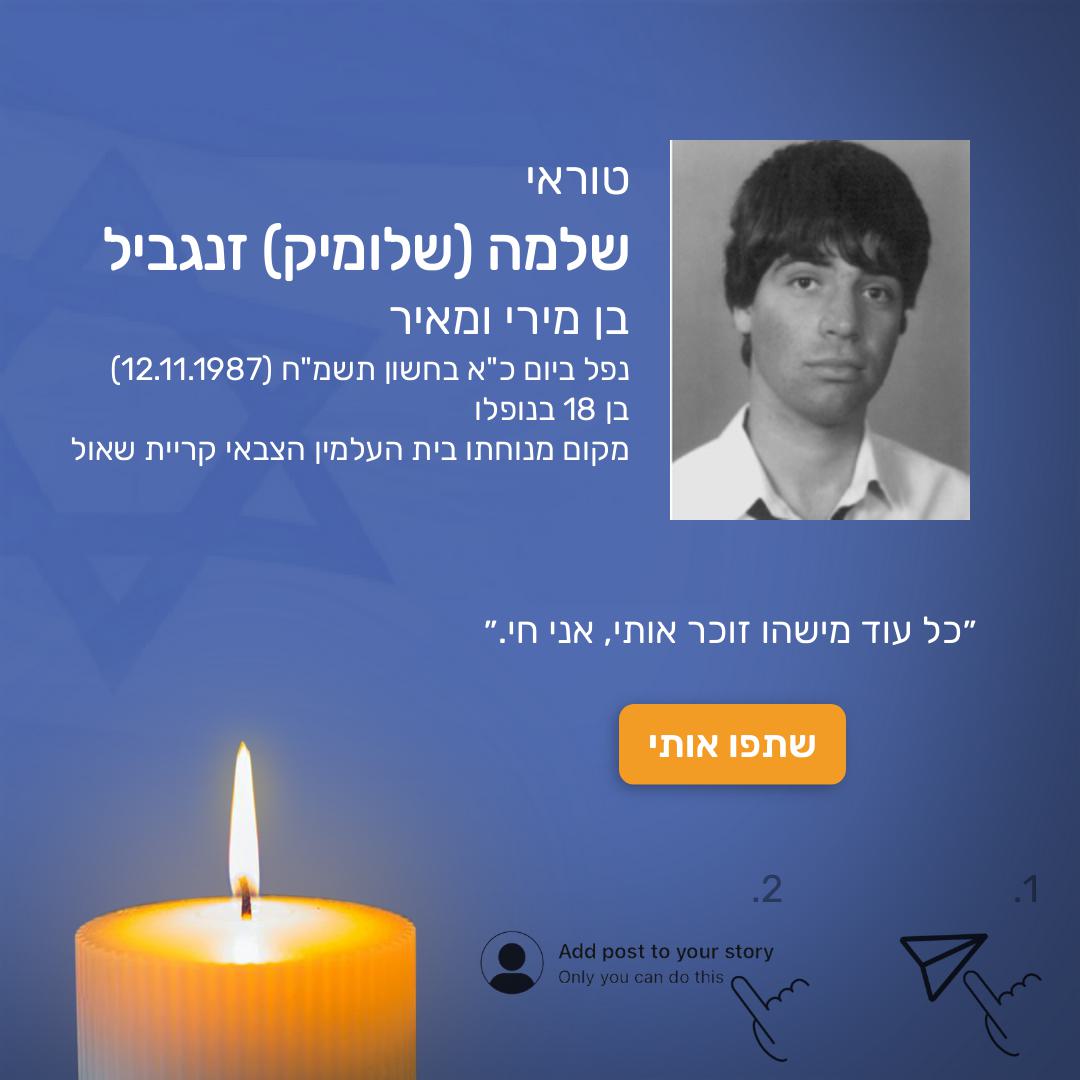 טוראי
שלמה (שלומיק) זנגביל
בן מירי ומאיר
נפל ביום כ"א בחשון תשמ"ח (12.11.1987)
בן 18 בנופלו
מקום מנוחתו בית העלמין הצבאי קריית שאול
״כל עוד מישהו זוכר אותי, אני חי.״
שתפו אותי
.1
.2
Add post to your story
Only you can do this